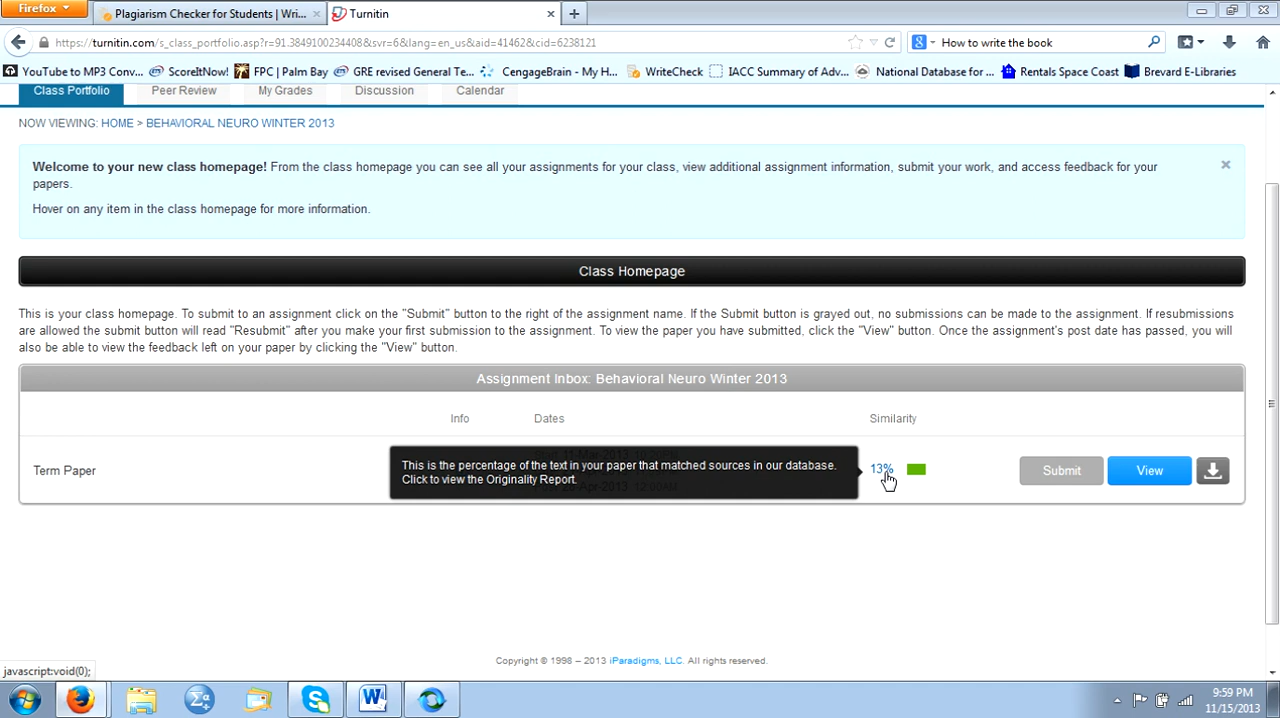 Firefox
Plagiarism Checker for Students | Wri...
Turnitin
https://turnitin.com/s_class_portfolio.asp?r=91.3849100234408&svr=6&lang=en_us&aid=41462&cid=6238121
How to write the book
YouTube to MP3 Conv...
ScoreItNow!
FPC | Palm Bay
GRE revised General Te...
CengageBrain - My H...
WriteCheck
IACC Summary of Adv...
National Database for ...
Rentals Space Coast
Brevard E-Libraries
Class Portfolio
Peer Review
My Grades
Discussion
Calendar
NOW VIEWING: HOME > BEHAVIORAL NEURO WINTER 2013
Welcome to your new class homepage! From the class homepage you can see all your assignments for your class, view additional assignment information, submit your work, and access feedback for your
papers.
Hover on any item in the class homepage for more information.
Class Homepage
This is your class homepage. To submit to an assignment click on the "Submit" button to the right of the assignment name. If the Submit button is grayed out, no submissions can be made to the assignment. If resubmissions
are allowed the submit button will read "Resubmit" after you make your first submission to the assignment. To view the paper you have submitted, click the "View" button. Once the assignment's post date has passed, you will
also be able to view the feedback left on your paper by clicking the "View" button.
Assignment Inbox: Behavioral Neuro Winter 2013
Info
Dates
Similarity
Term Paper
This is the percentage of the text in your paper that matched sources in our database.
Click to view the Originality Report.
13%
Submit
View
Copyright © 1998 – 2013 iParadigms, LLC. All rights reserved.
javascript:void(0);
9:59 PM
11/15/2013